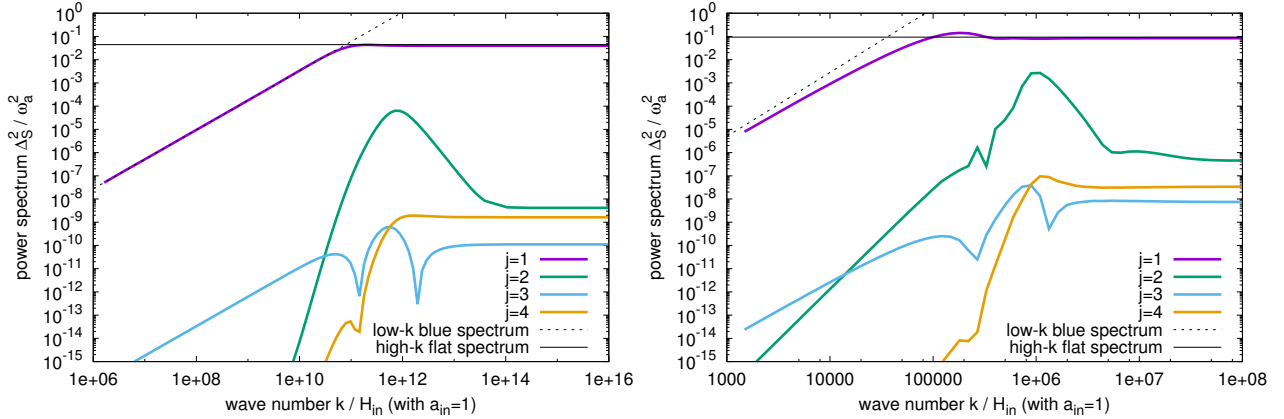 power spectrum Δ_S^2 / ω_a^2
10^1
10^0
10^-1
10^-2
10^-3
10^-4
10^-5
10^-6
10^-7
10^-8
10^-9
10^-10
10^-11
10^-12
10^-13
10^-14
10^-15
j=1
j=2
j=3
j=4
low-k blue spectrum
high-k flat spectrum
1e+06 1e+08 1e+10 1e+12 1e+14 1e+16
wave number k / H_in (with a_in=1)
power spectrum Δ_S^2 / ω_a^2
10^1
10^0
10^-1
10^-2
10^-3
10^-4
10^-5
10^-6
10^-7
10^-8
10^-9
10^-10
10^-11
10^-12
10^-13
10^-14
10^-15
j=1
j=2
j=3
j=4
low-k blue spectrum
high-k flat spectrum
1000 10000 100000 1e+06 1e+07 1e+08
wave number k / H_in (with a_in=1)